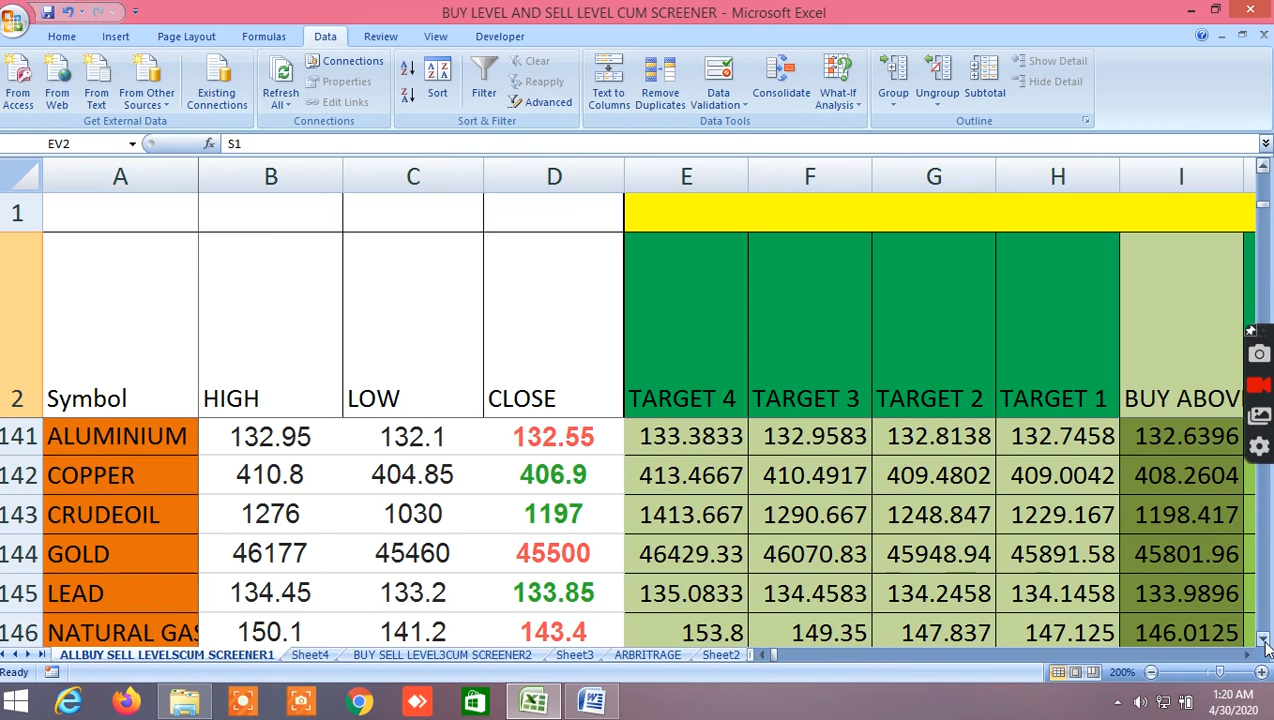 BUY LEVEL AND SELL LEVEL CUM SCREENER - Microsoft Excel
Home Insert Page Layout Formulas Data Review View Developer
From Access
From Web
From Text
From Other Sources
Existing Connections
Get External Data
Refresh All
Connections
Properties
Edit Links
Connections
Sort
Filter
Clear
Reapply
Advanced
Sort & Filter
Text to Columns
Remove Duplicates
Data Validation
Consolidate
What-If Analysis
Data Tools
Group
Ungroup
Subtotal
Show Detail
Hide Detail
Outline
EV2 fx S1
A B C D E F G H I
1
2 Symbol HIGH LOW CLOSE TARGET 4 TARGET 3 TARGET 2 TARGET 1 BUY ABOV
141 ALUMINIUM 132.95 132.1 132.55 133.3833 132.9583 132.8138 132.7458 132.6396
142 COPPER 410.8 404.85 406.9 413.4667 410.4917 409.4802 409.0042 408.2604
143 CRUDEOIL 1276 1030 1197 1413.667 1290.667 1248.847 1229.167 1198.417
144 GOLD 46177 45460 45500 46429.33 46070.83 45948.94 45891.58 45801.96
145 LEAD 134.45 133.2 133.85 135.0833 134.4583 134.2458 134.1458 133.9896
146 NATURAL GAS 150.1 141.2 143.4 153.8 149.35 147.837 147.125 146.0125
ALLBUY SELL LEVELSCUM SCREENER1 Sheet4 BUY SELL LEVEL3CUM SCREENER2 Sheet3 ARBRITRAGE Sheet2
Ready 200%
1:20 AM
4/30/2020